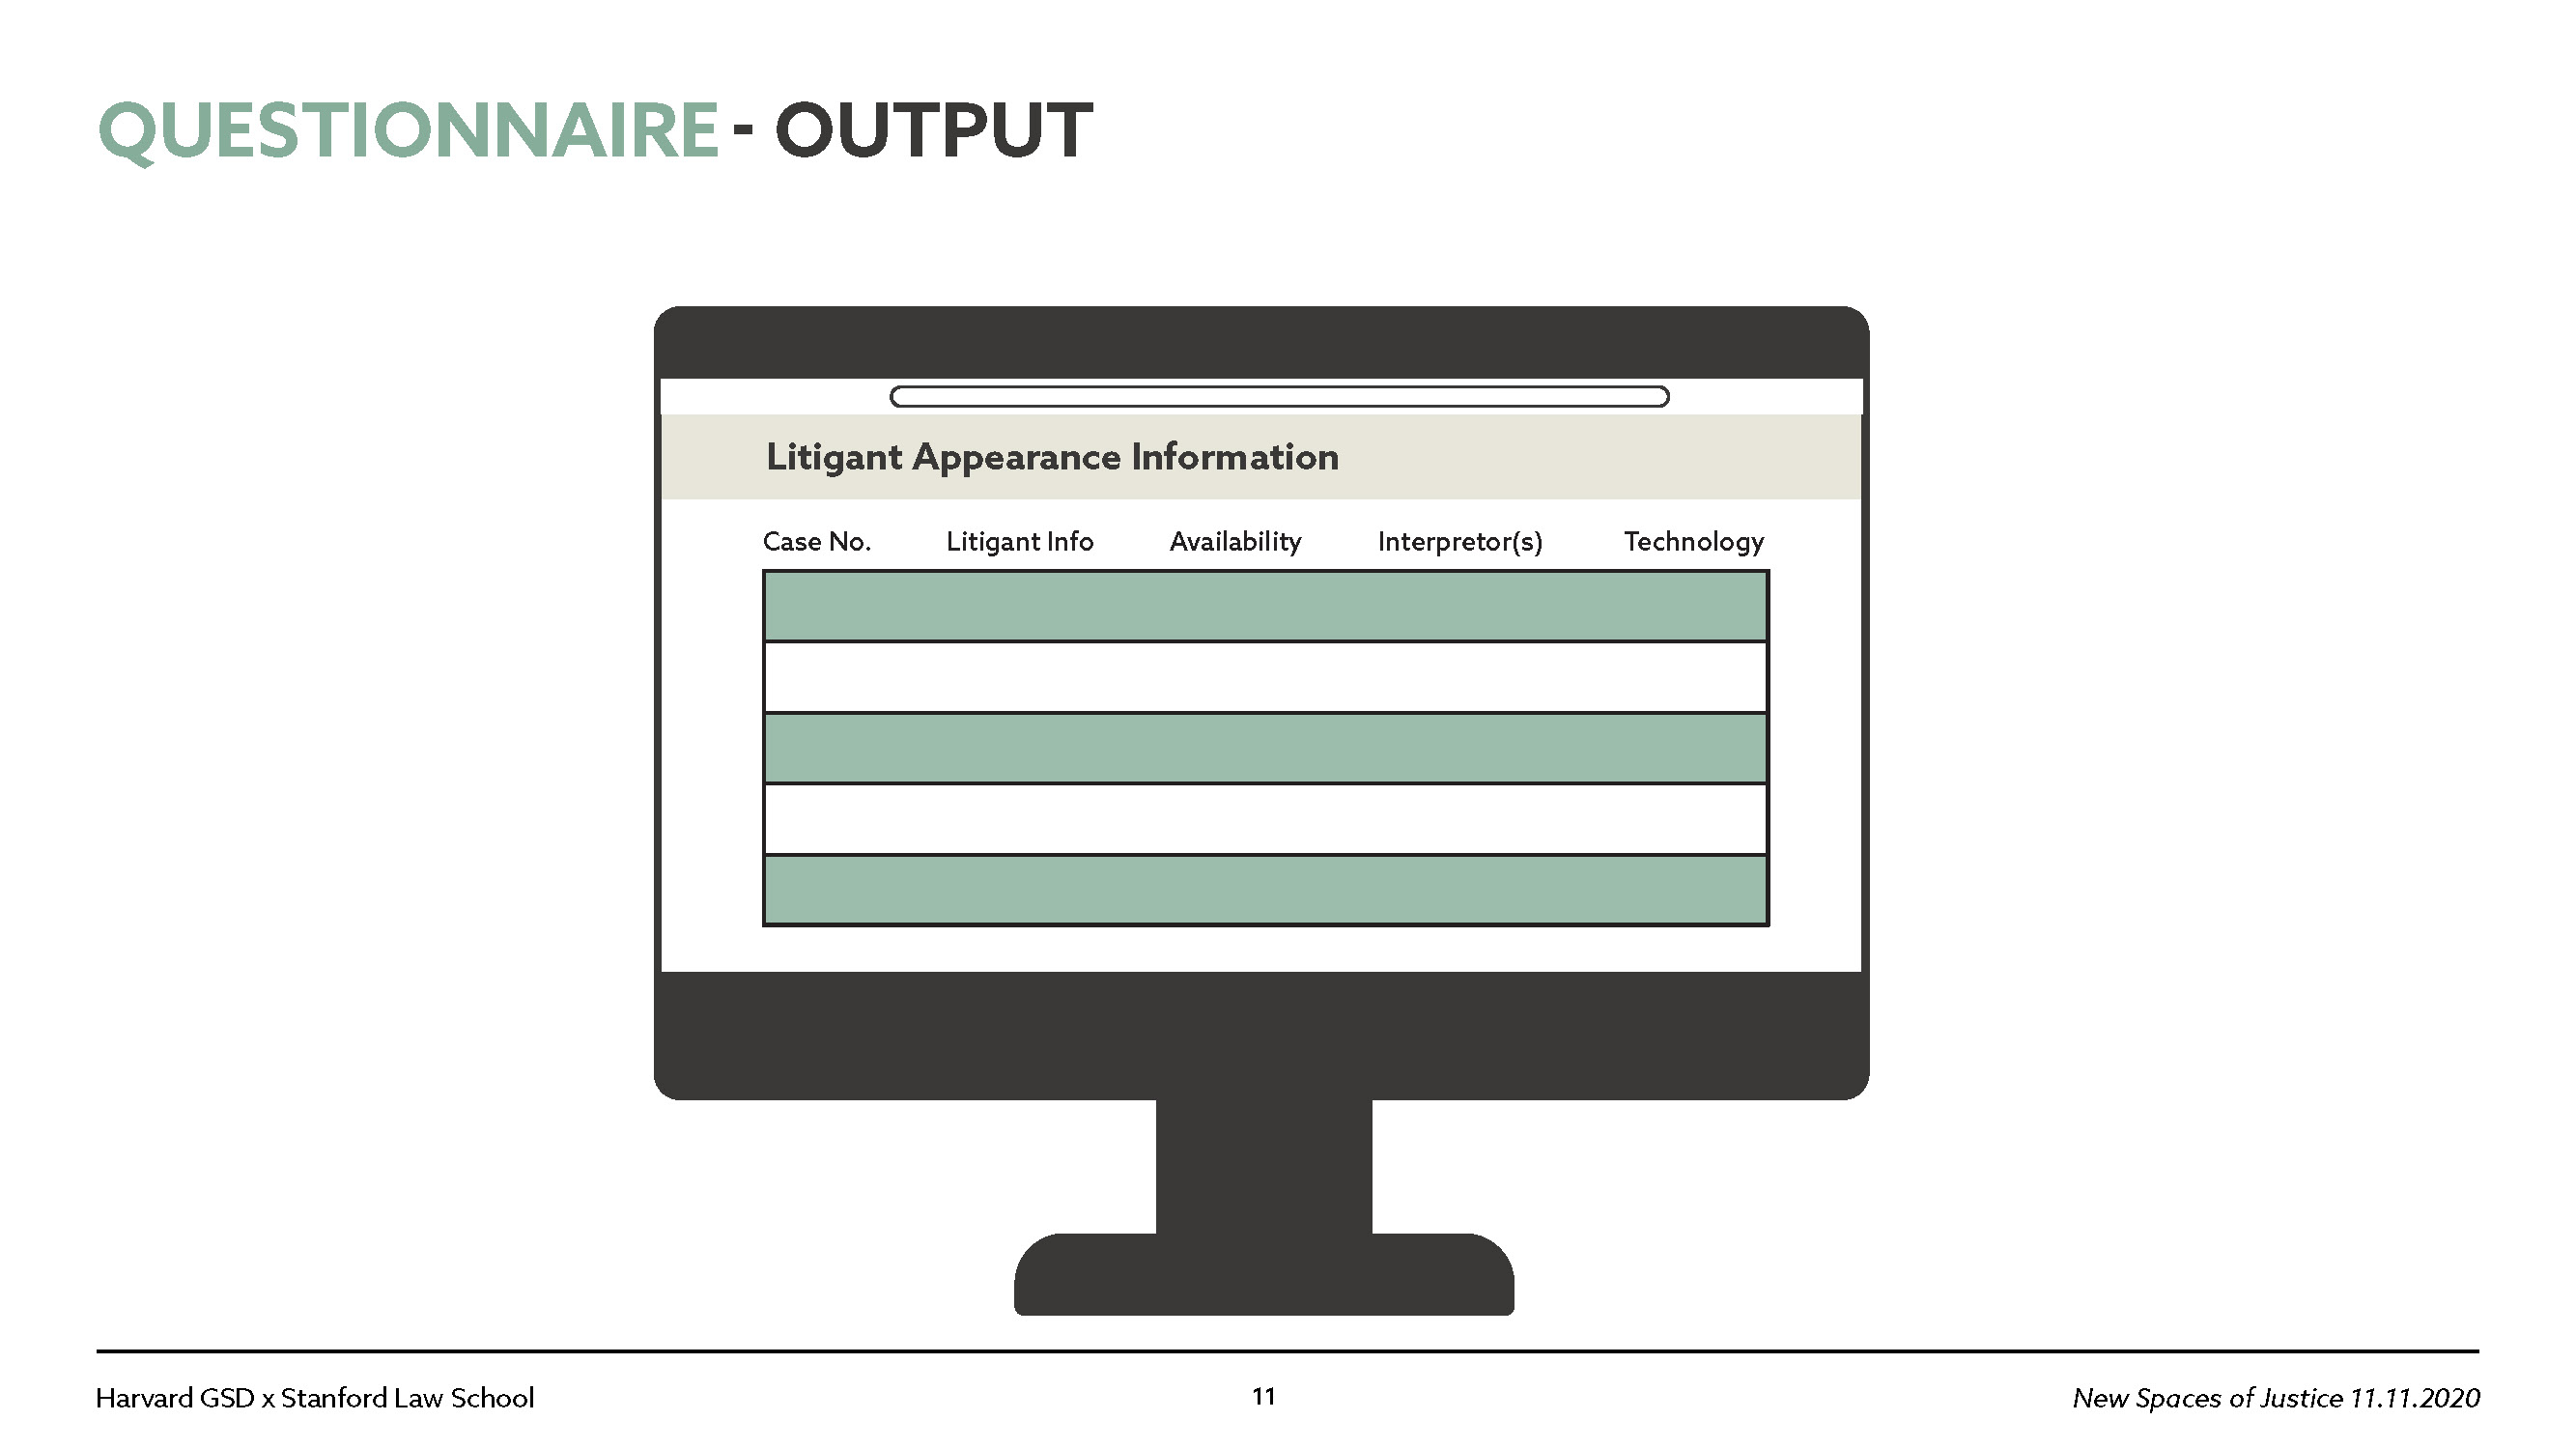 QUESTIONNAIRE - OUTPUT
Litigant Appearance Information
Case No. Litigant Info Availability Interpretor(s) Technology
Harvard GSD x Stanford Law School 11 New Spaces of Justice 11.11.2020